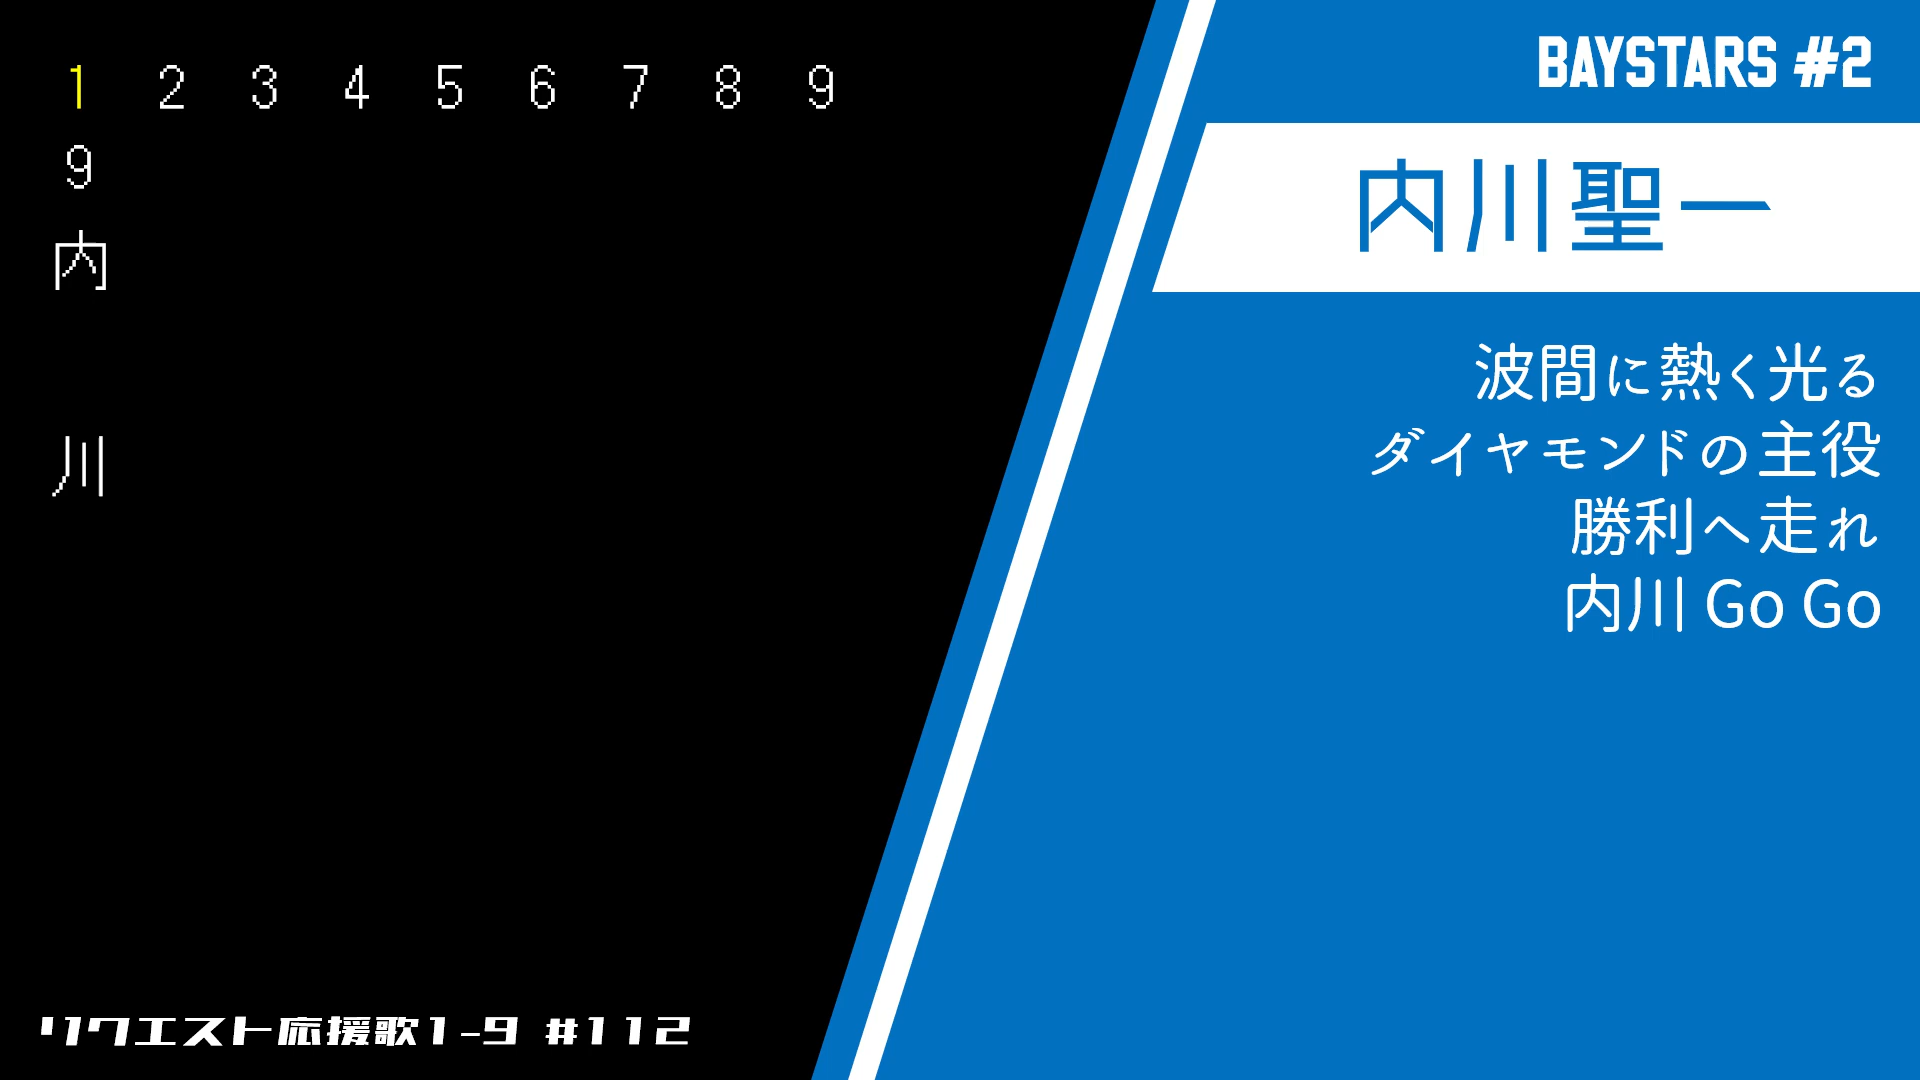 1 2 3 4 5 6 7 8 9
9
内
川
BAYSTARS #2
内川聖一
波間に熱く光る
ダイヤモンドの主役
勝利へ走れ
内川 Go Go
リクエスト応援歌1-9 #112